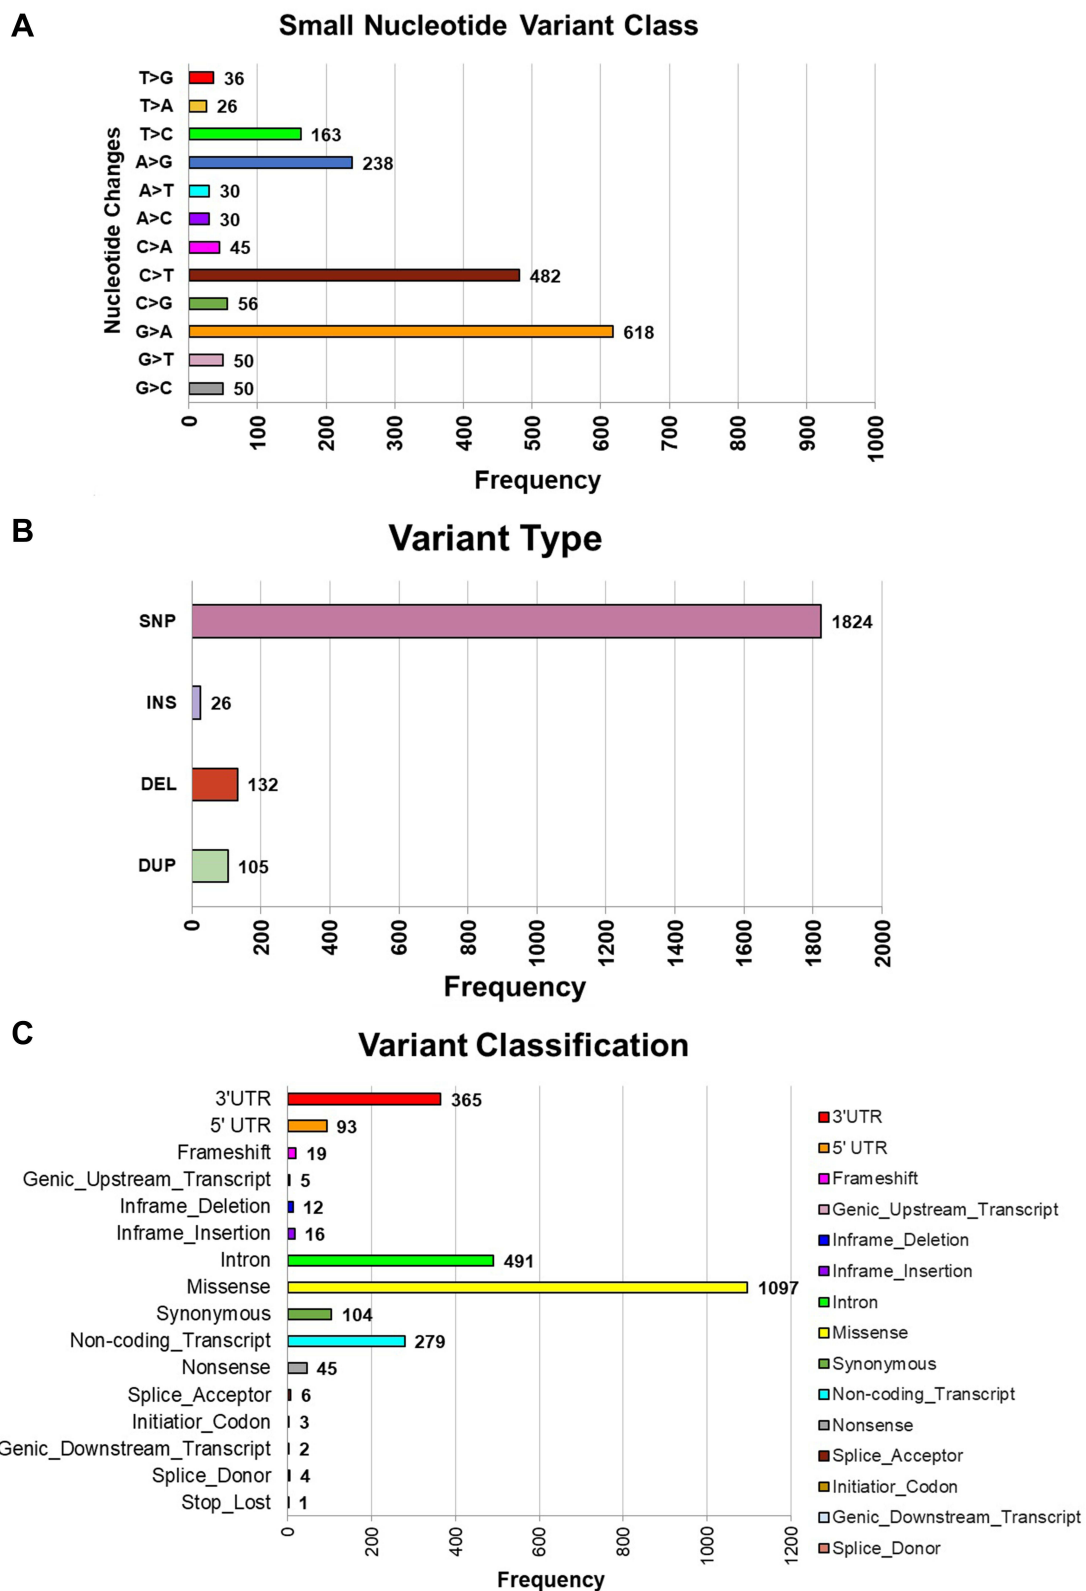 A
Small Nucleotide Variant Class
Nucleotide Changes
T>G 36
T>A 26
T>C 163
A>G 238
A>T 30
A>C 30
C>A 45
C>T 482
C>G 56
G>A 618
G>T 50
G>C 50
0 100 200 300 400 500 600 700 800 900 1000
Frequency
B
Variant Type
SNP 1824
INS 26
DEL 132
DUP 105
0 200 400 600 800 1000 1200 1400 1600 1800 2000
Frequency
C
Variant Classification
3'UTR 365
5' UTR 93
Frameshift 19
Genic_Upstream_Transcript 5
Inframe_Deletion 12
Inframe_Insertion 16
Intron 491
Missense 1097
Synonymous 104
Non-coding_Transcript 279
Nonsense 45
Splice_Acceptor 6
Initiatior_Codon 3
Genic_Downstream_Transcript 2
Splice_Donor 4
Stop_Lost 1
0 200 400 600 800 1000 1200
Frequency
3'UTR
5' UTR
Frameshift
Genic_Upstream_Transcript
Inframe_Deletion
Inframe_Insertion
Intron
Missense
Synonymous
Non-coding_Transcript
Nonsense
Splice_Acceptor
Initiatior_Codon
Genic_Downstream_Transcript
Splice_Donor